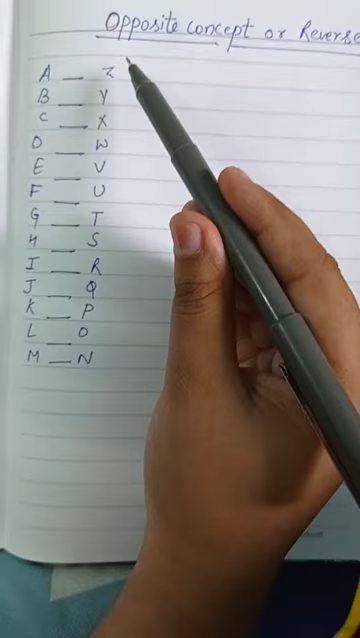 Opposite concept or Reverse
A — Z
B — Y
C — X
D — W
E — V
F — U
G — T
H — S
I — R
J — Q
K — P
L — O
M — N